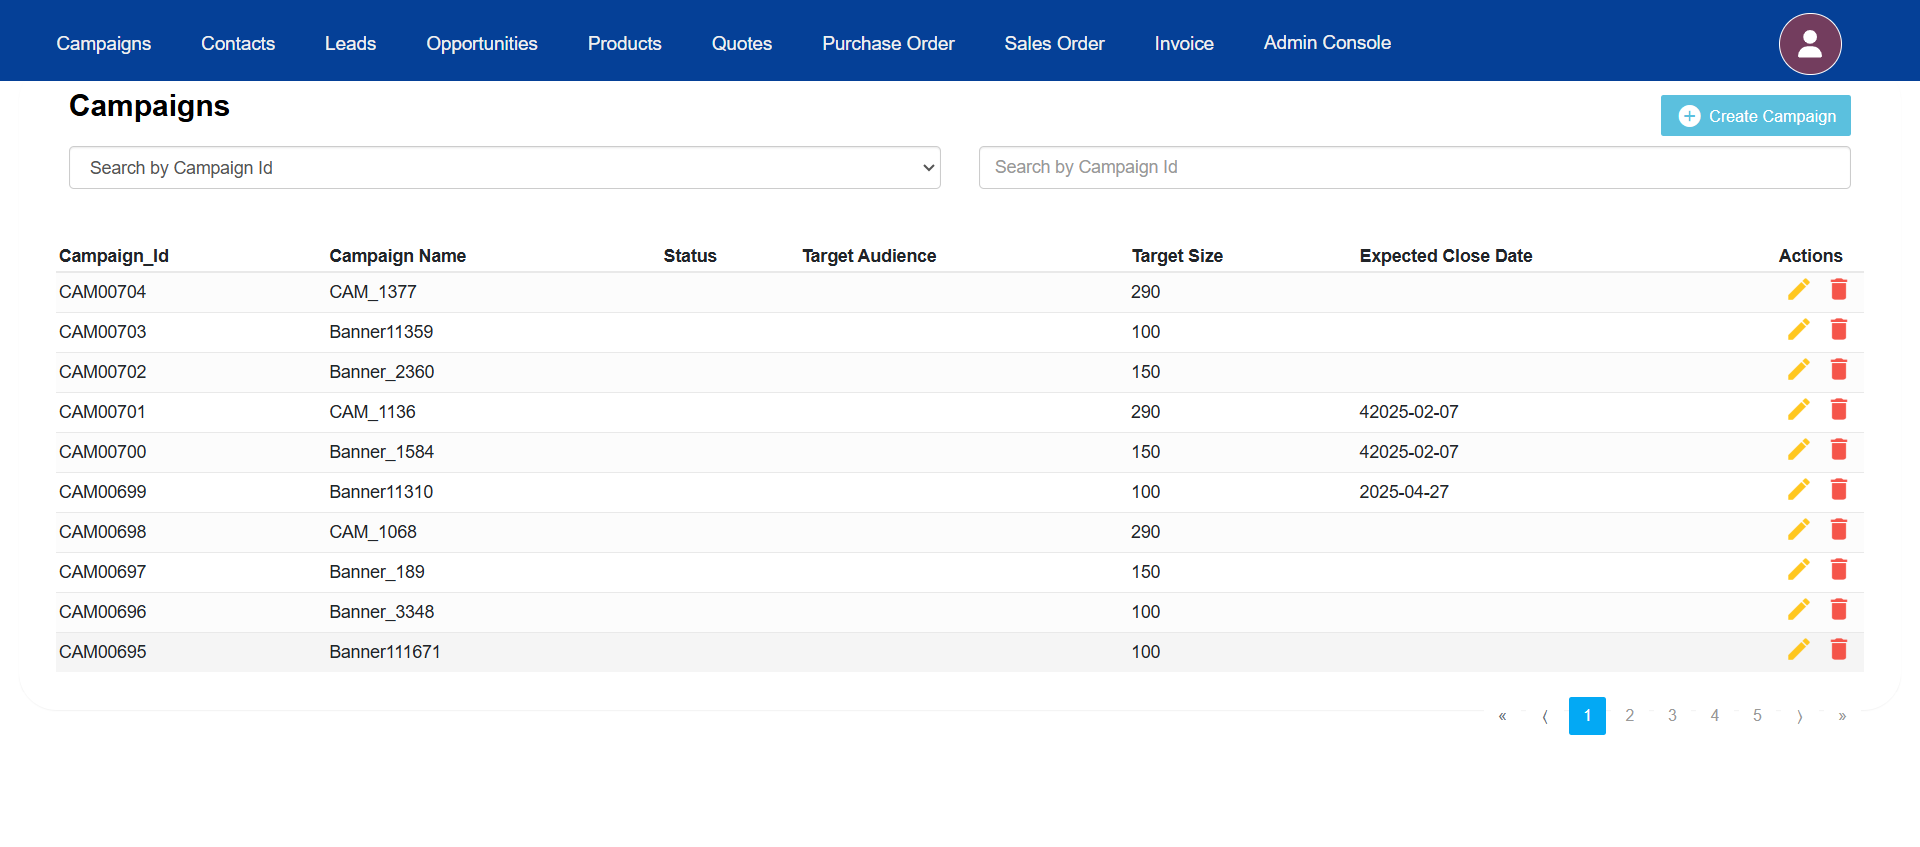 Campaigns Contacts Leads Opportunities Products Quotes Purchase Order Sales Order Invoice Admin Console
Campaigns
Create Campaign
Search by Campaign Id Search by Campaign Id
Campaign_Id Campaign Name Status Target Audience Target Size Expected Close Date Actions
CAM00704 CAM_1377 290
CAM00703 Banner11359 100
CAM00702 Banner_2360 150
CAM00701 CAM_1136 290 42025-02-07
CAM00700 Banner_1584 150 42025-02-07
CAM00699 Banner11310 100 2025-04-27
CAM00698 CAM_1068 290
CAM00697 Banner_189 150
CAM00696 Banner_3348 100
CAM00695 Banner111671 100
« ⟨ 1 2 3 4 5 ⟩ »